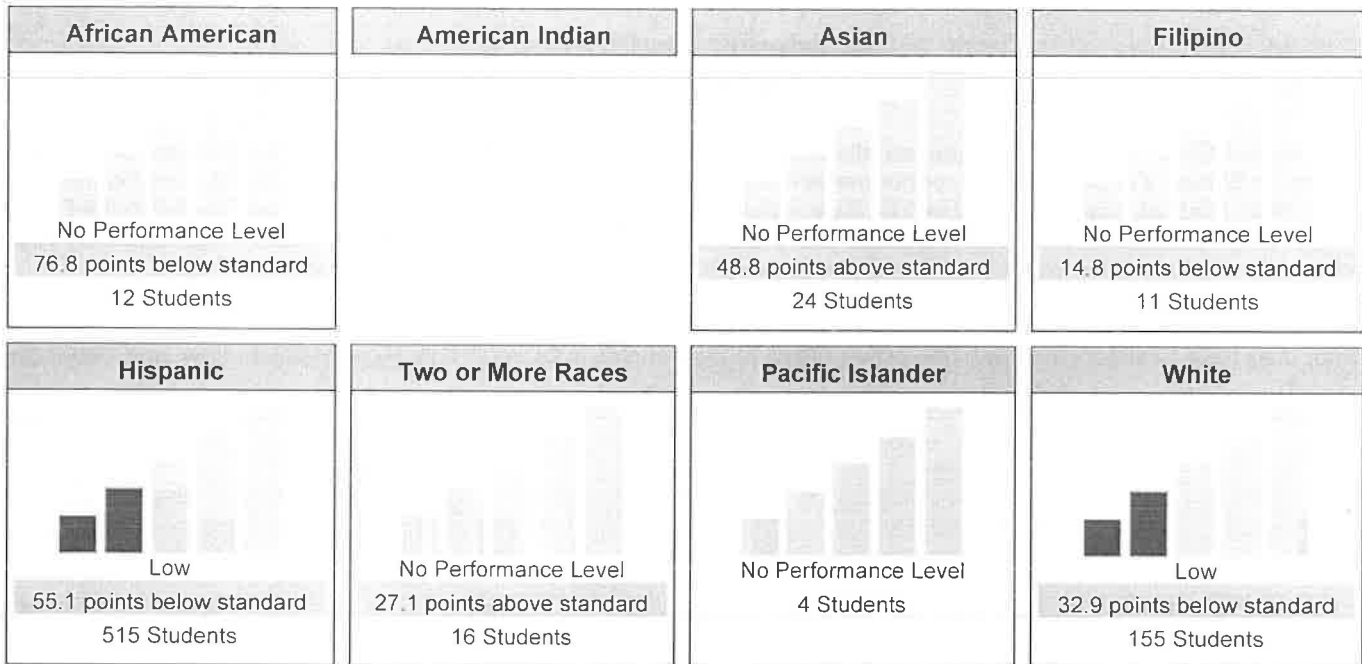 African American
No Performance Level
76.8 points below standard
12 Students
American Indian
Asian
No Performance Level
48.8 points above standard
24 Students
Filipino
No Performance Level
14.8 points below standard
11 Students
Hispanic
Low
55.1 points below standard
515 Students
Two or More Races
No Performance Level
27.1 points above standard
16 Students
Pacific Islander
No Performance Level
4 Students
White
Low
32.9 points below standard
155 Students